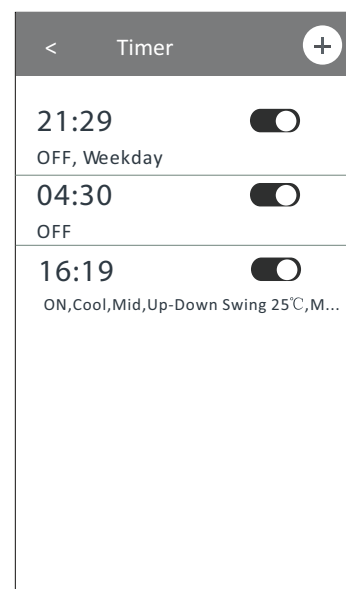 < Timer +
21:29
OFF, Weekday
04:30
OFF
16:19
ON,Cool,Mid,Up-Down Swing 25℃,M...